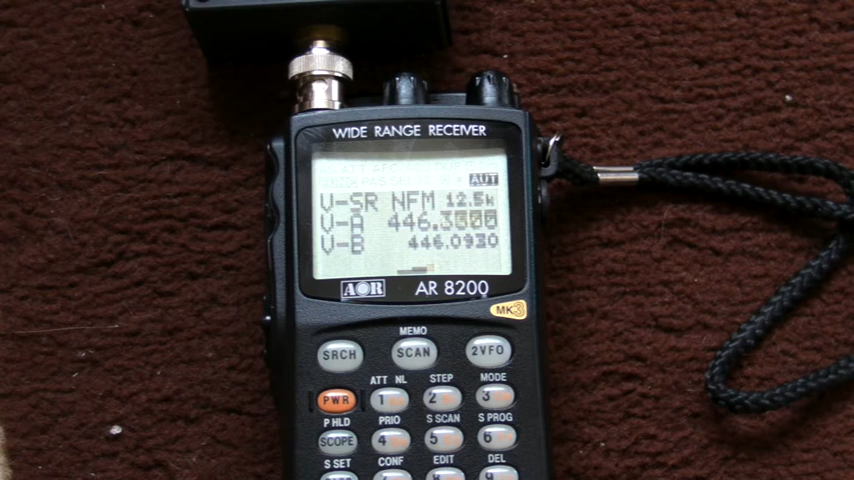 WIDE RANGE RECEIVER
AUT
V-SR NFM 12.5k
V-A
V-B 446.0930
AOR AR 8200
MK3
MEMO
SRCH SCAN 2VFO
ATT NL STEP MODE
PWR 1 2 3
P HLD PRIO S SCAN S PROG
SCOPE 4 5 6
S SET CONF EDIT DEL